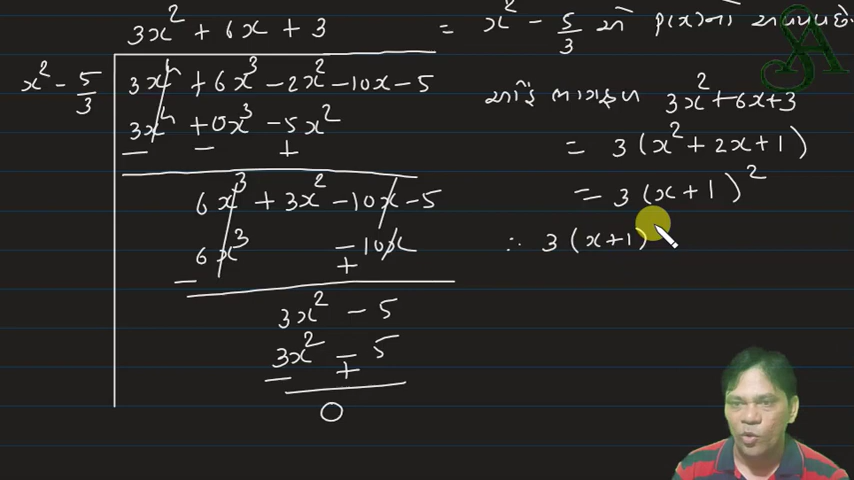 3x² + 6x + 3
x² - 5/3
3x⁴ + 6x³ - 2x² - 10x - 5
3x⁴ + 0x³ - 5x²
− − +
6x³ + 3x² - 10x - 5
6x³ - 10x
− +
3x² - 5
3x² - 5
− +
0
= x² - 5/3 એ p(x)નો અવયવ છે
3x² + 6x + 3
= 3(x² + 2x + 1)
= 3(x + 1)²
∴ 3(x+1)